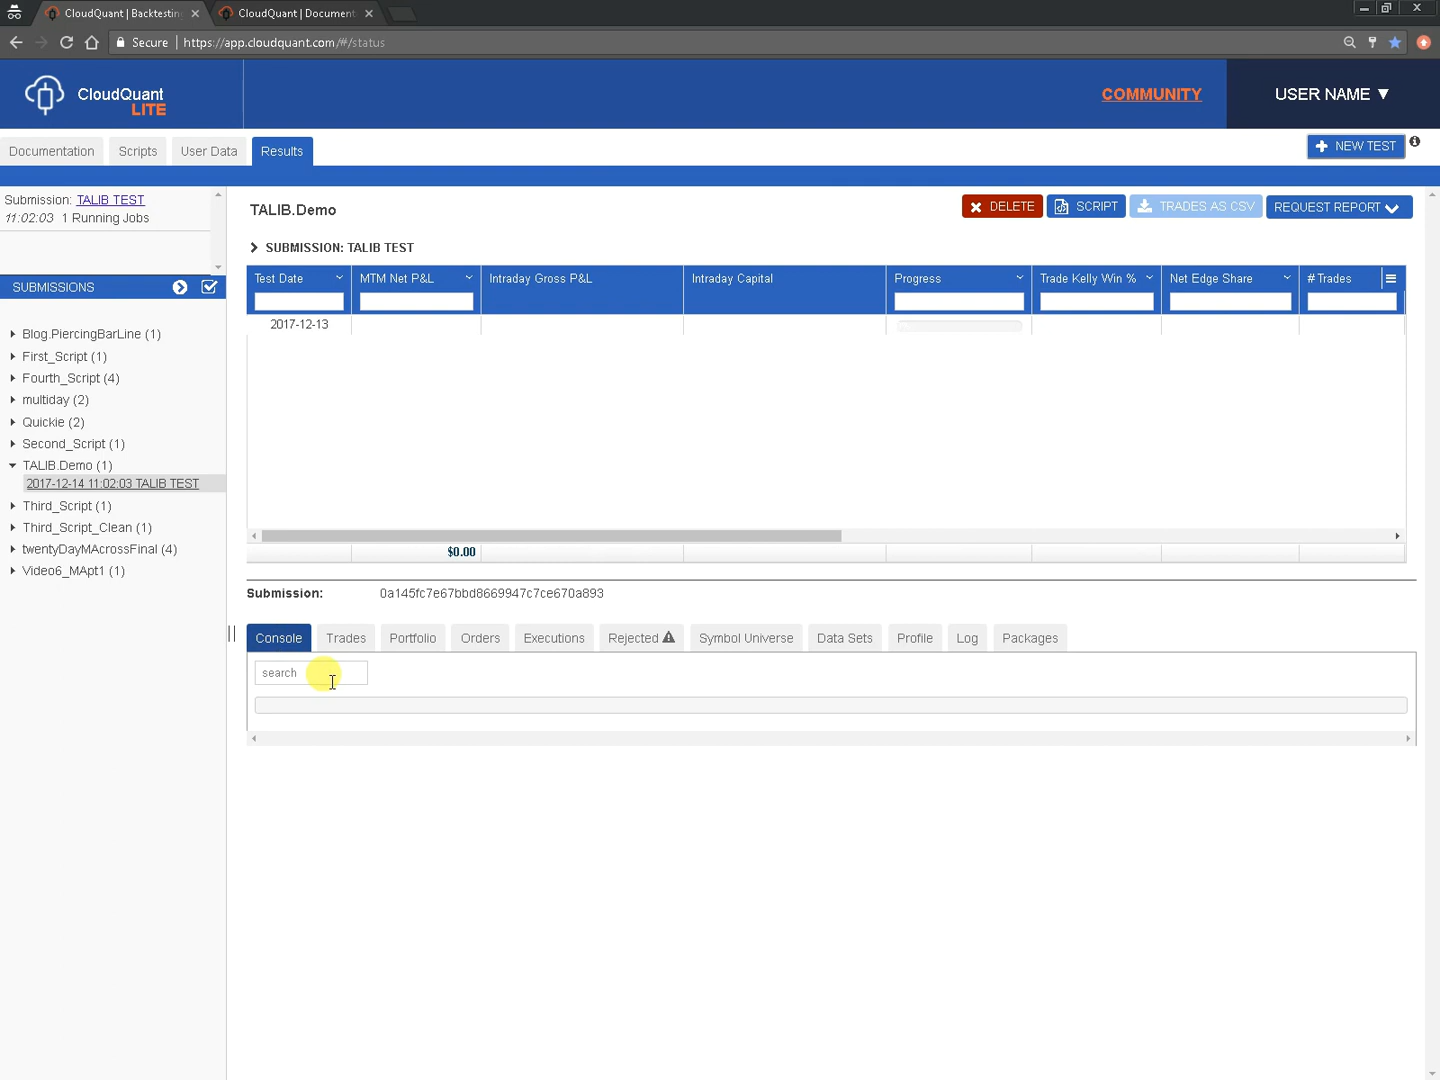 CloudQuant | Backtesting
CloudQuant | Document
Secure
https://app.cloudquant.com/#/status
CloudQuant
LITE
COMMUNITY
USER NAME ▼
Documentation
Scripts
User Data
Results
NEW TEST
Submission: TALIB TEST
11:02:03 1 Running Jobs
SUBMISSIONS
Blog.PiercingBarLine (1)
First_Script (1)
Fourth_Script (4)
multiday (2)
Quickie (2)
Second_Script (1)
TALIB.Demo (1)
2017-12-14 11:02:03 TALIB TEST
Third_Script (1)
Third_Script_Clean (1)
twentyDayMAcrossFinal (4)
Video6_MApt1 (1)
TALIB.Demo
DELETE
SCRIPT
TRADES AS CSV
REQUEST REPORT
SUBMISSION: TALIB TEST
Test Date
MTM Net P&L
Intraday Gross P&L
Intraday Capital
Progress
Trade Kelly Win %
Net Edge Share
# Trades
2017-12-13
$0.00
Submission: 0a145fc7e67bbd8669947c7ce670a893
Console
Trades
Portfolio
Orders
Executions
Rejected
Symbol Universe
Data Sets
Profile
Log
Packages
search